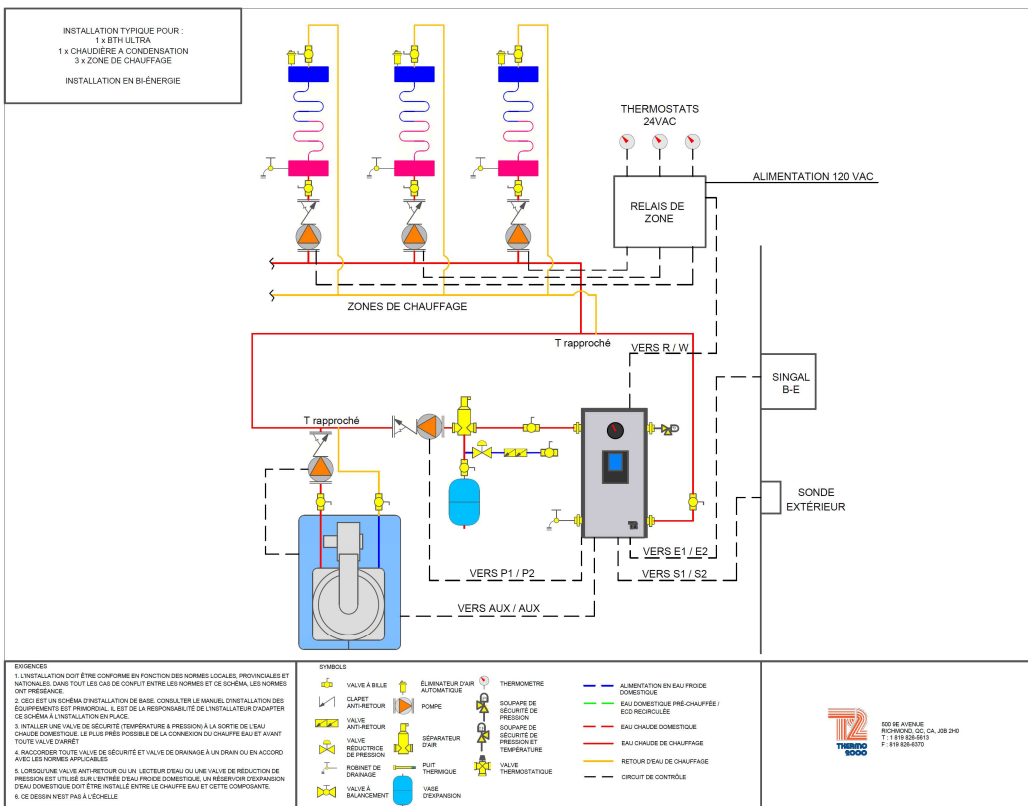 INSTALLATION TYPIQUE POUR :
1 x BTH ULTRA
1 x CHAUDIÈRE A CONDENSATION
3 x ZONE DE CHAUFFAGE
INSTALLATION EN BI-ÉNERGIE
THERMOSTATS
24VAC
ALIMENTATION 120 VAC
RELAIS DE
ZONE
ZONES DE CHAUFFAGE
T rapproché
VERS R / W
SINGAL
B-E
T rapproché
SONDE
EXTÉRIEUR
VERS E1 / E2
VERS P1 / P2
VERS S1 / S2
VERS AUX / AUX
EXIGENCES
1. L'INSTALLATION DOIT ÊTRE CONFORME EN FONCTION DES NORMES LOCALES, PROVINCIALES ET
NATIONALES. DANS TOUT LES CAS DE CONFLIT ENTRE LES NORMES ET CE SCHÉMA, LES NORMES
ONT PRÉSÉANCE.
2. CECI EST UN SCHÉMA D'INSTALLATION DE BASE. CONSULTER LE MANUEL D'INSTALLATION DES
ÉQUIPPEMENTS EST PRIMORDIAL. IL EST DE LA RESPONSABILITÉ DE L'INSTALLATEUR D'ADAPTER
CE SCHÉMA À L'INSTALLATION EN PLACE.
3. INTALLER UNE VALVE DE SÉCURITÉ (TEMPÉRATURE & PRESSION) À LA SORTIE DE L'EAU
CHAUDE DOMESTIQUE. LE PLUS PRÈS POSSIBLE DE LA CONNEXION DU CHAUFFE EAU ET AVANT
TOUTE VALVE D'ARRÊT
4. RACCORDER TOUTE VALVE DE SÉCURITÉ ET VALVE DE DRAINAGE À UN DRAIN OU EN ACCORD
AVEC LES NORMES APPLICABLES
5. LORSQU'UNE VALVE ANTI-RETOUR OU UN LECTEUR D'EAU OU UNE VALVE DE RÉDUCTION DE
PRESSION EST UTILISÉ SUR L'ENTRÉE D'EAU FROIDE DOMESTIQUE, UN RÉSERVOIR D'EXPANSION
D'EAU DOMESTIQUE DOIT ÊTRE INSTALLÉ ENTRE LE CHAUFFE EAU ET CETTE COMPOSANTE.
6. CE DESSIN N'EST PAS À L'ÉCHELLE
SYMBOLS
VALVE À BILLE
CLAPET
ANTI-RETOUR
VALVE
ANTI-RETOUR
VALVE
RÉDUCTRICE
DE PRESSION
ROBINET DE
DRAINAGE
VALVE À
BALANCEMENT
ÉLIMINATEUR D'AIR
AUTOMATIQUE
POMPE
SÉPARATEUR
D'AIR
PUIT
THERMIQUE
VASE
D'EXPANSION
THERMOMETRE
SOUPAPE DE
SÉCURITÉ DE
PRESSION
SOUPAPE DE
SÉCURITÉ DE
PRESSION ET
TEMPÉRATURE
VALVE
THERMOSTATIQUE
ALIMENTATION EN EAU FROIDE
DOMESTIQUE
EAU DOMESTIQUE PRÉ-CHAUFFÉE /
ECD RECIRCULÉE
EAU CHAUDE DOMESTIQUE
EAU CHAUDE DE CHAUFFAGE
RETOUR D'EAU DE CHAUFFAGE
CIRCUIT DE CONTRÔLE
THERMO
2000
500 9E AVENUE
RICHMOND, QC, CA, J0B 2H0
T : 1 819 826-5613
F : 819 826-6370